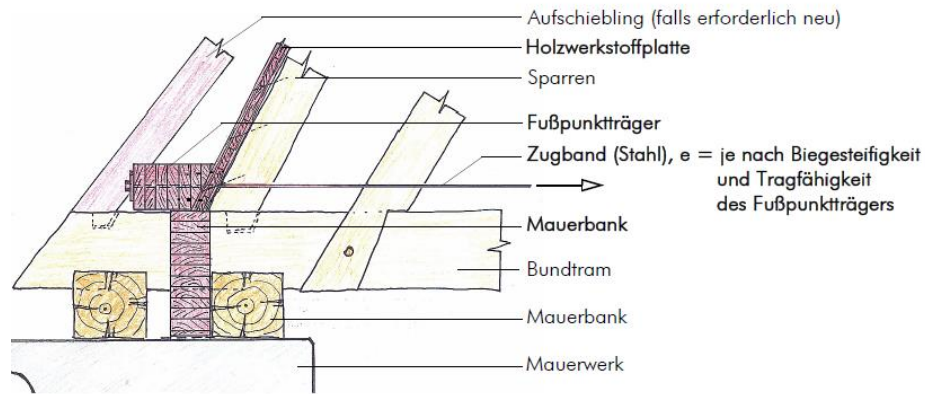 Aufschiebling (falls erforderlich neu)
Holzwerkstoffplatte
Sparren
Fußpunktträger
Zugband (Stahl), e = je nach Biegesteifigkeit
und Tragfähigkeit
des Fußpunktträgers
Mauerbank
Bundtram
Mauerbank
Mauerwerk